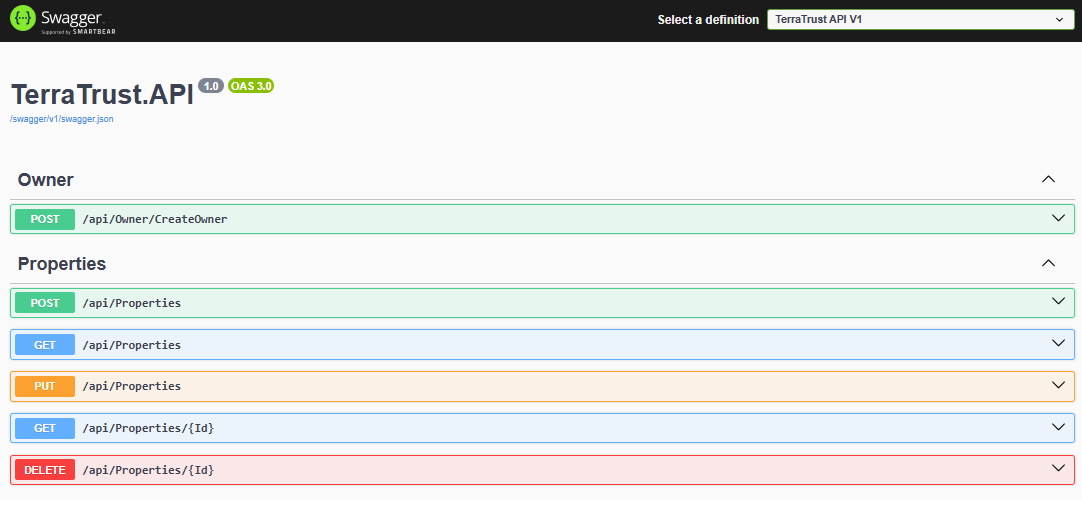 Swagger
Supported by SMARTBEAR
Select a definition
TerraTrust API V1
TerraTrust.API 1.0 OAS 3.0
/swagger/v1/swagger.json
Owner
POST /api/Owner/CreateOwner
Properties
POST /api/Properties
GET /api/Properties
PUT /api/Properties
GET /api/Properties/{Id}
DELETE /api/Properties/{Id}